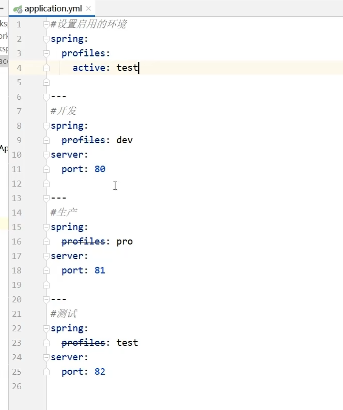 application.yml
1 #设置启用的环境
2 spring:
3   profiles:
4     active: test
5
6 ---
7 #开发
8 spring:
9   profiles: dev
10 server:
11   port: 80
12
13 ---
14 #生产
15 spring:
16   profiles: pro
17 server:
18   port: 81
19
20 ---
21 #测试
22 spring:
23   profiles: test
24 server:
25   port: 82
26